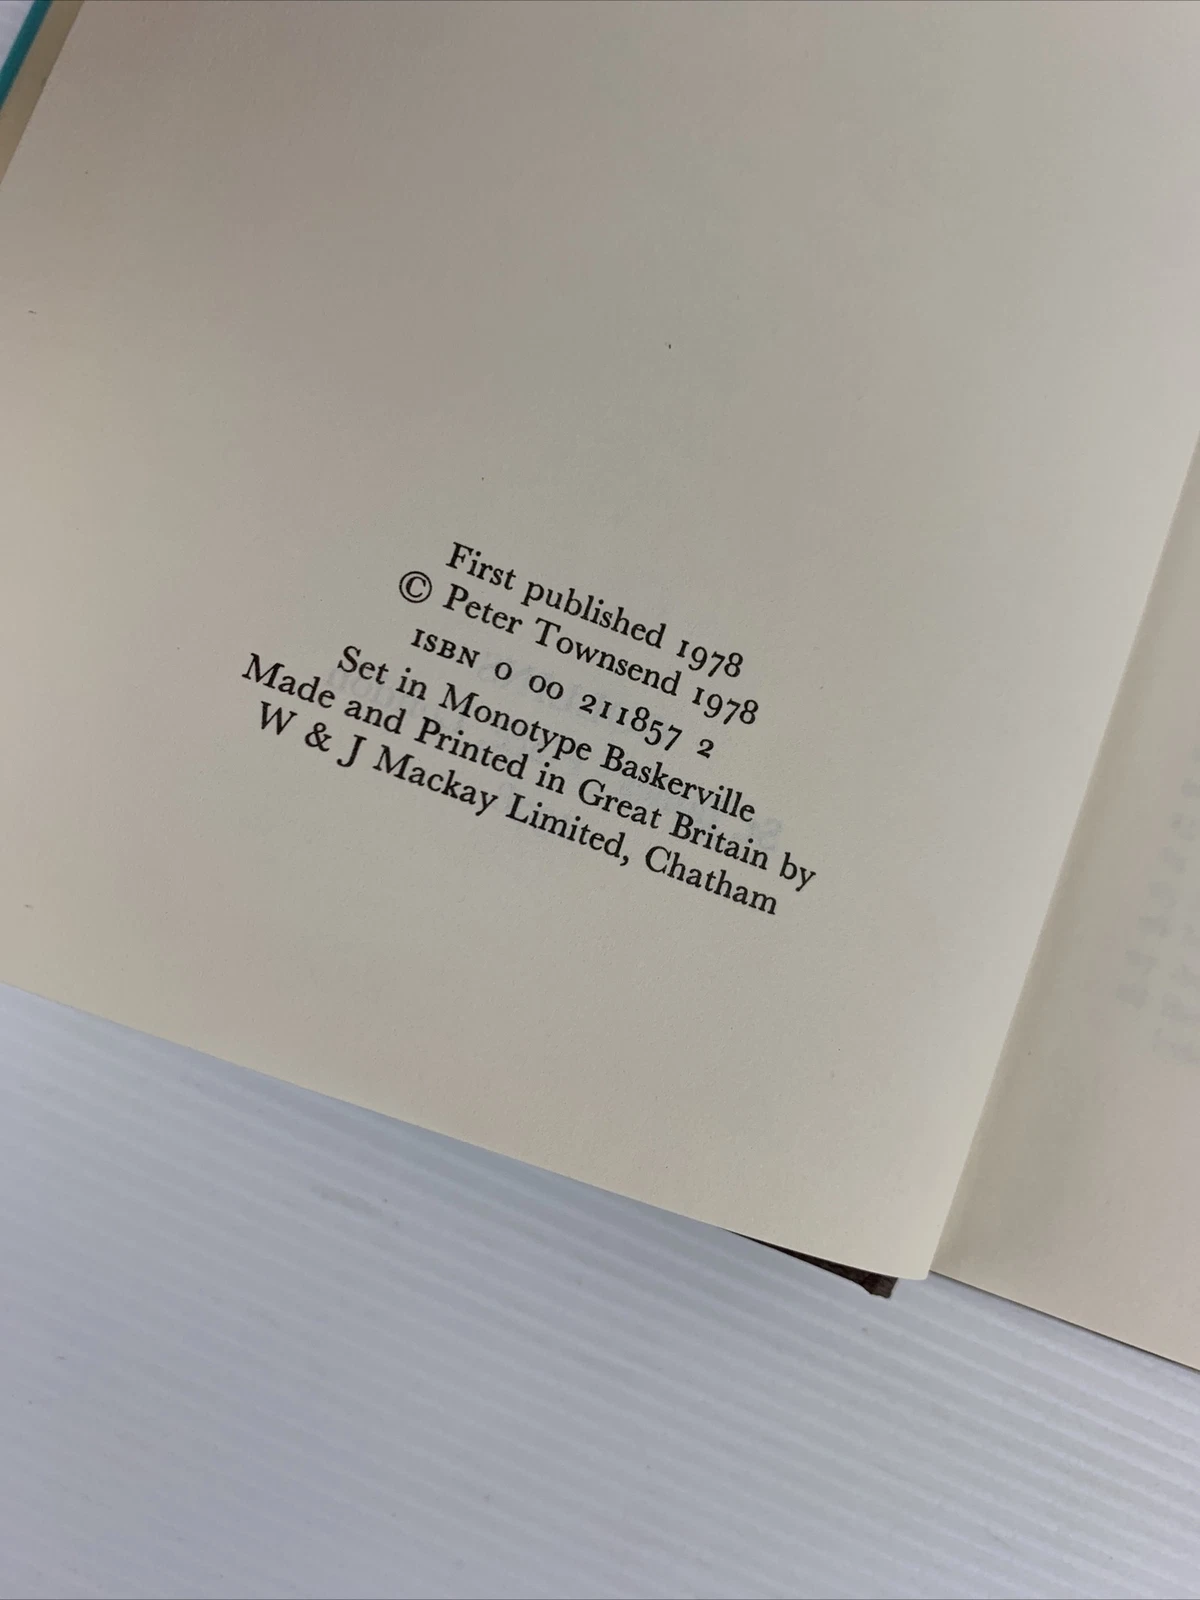 First published 1978
© Peter Townsend 1978
ISBN 0 00 211857 2
Set in Monotype Baskerville
Made and Printed in Great Britain by
W & J Mackay Limited, Chatham